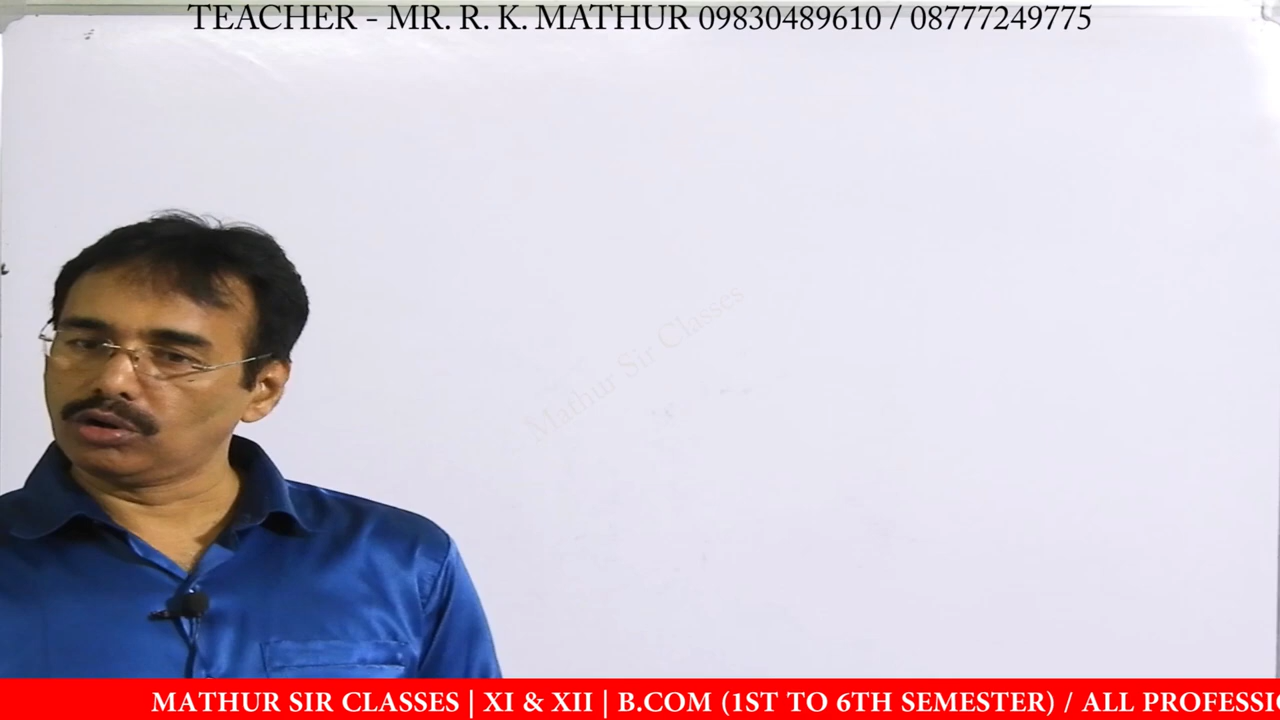 TEACHER - MR. R. K. MATHUR 09830489610 / 08777249775
Mathur Sir Classes
MATHUR SIR CLASSES | XI & XII | B.COM (1ST TO 6TH SEMESTER) / ALL PROFESSI